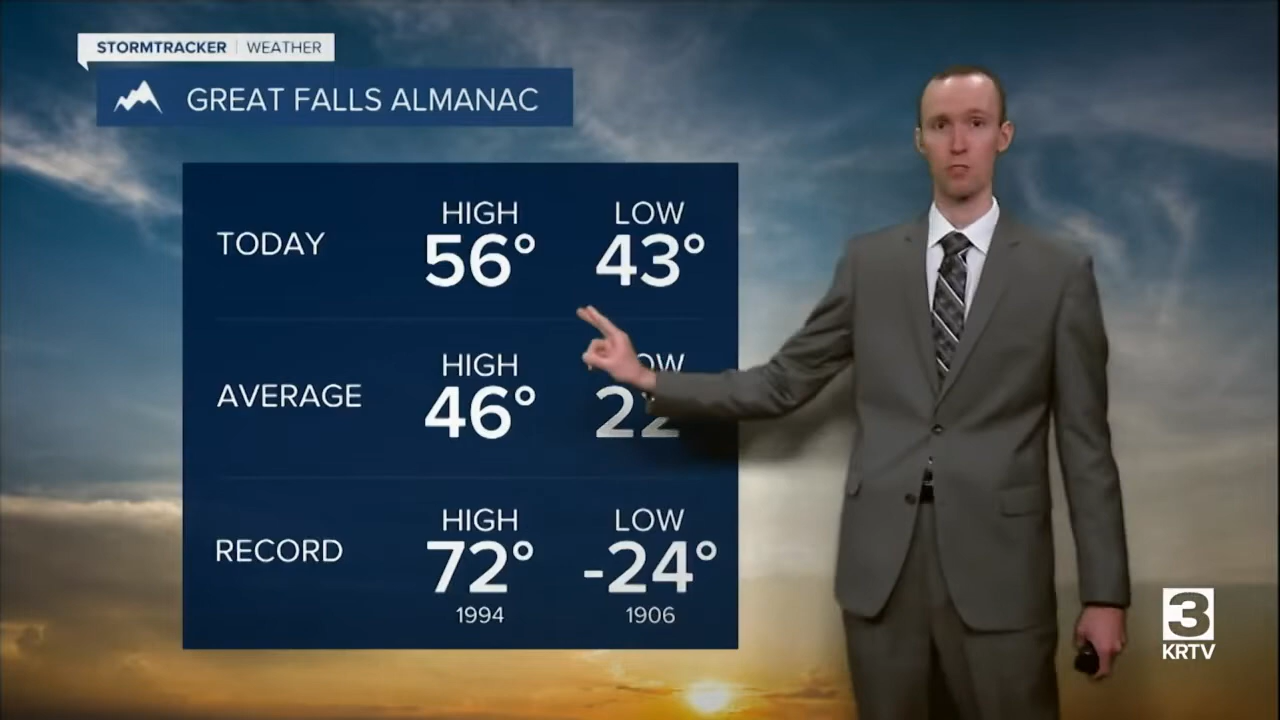 STORMTRACKER | WEATHER
GREAT FALLS ALMANAC
HIGH LOW
TODAY 56° 43°
HIGH
AVERAGE 46° 22
HIGH LOW
RECORD 72° -24°
1994 1906
3
KRTV